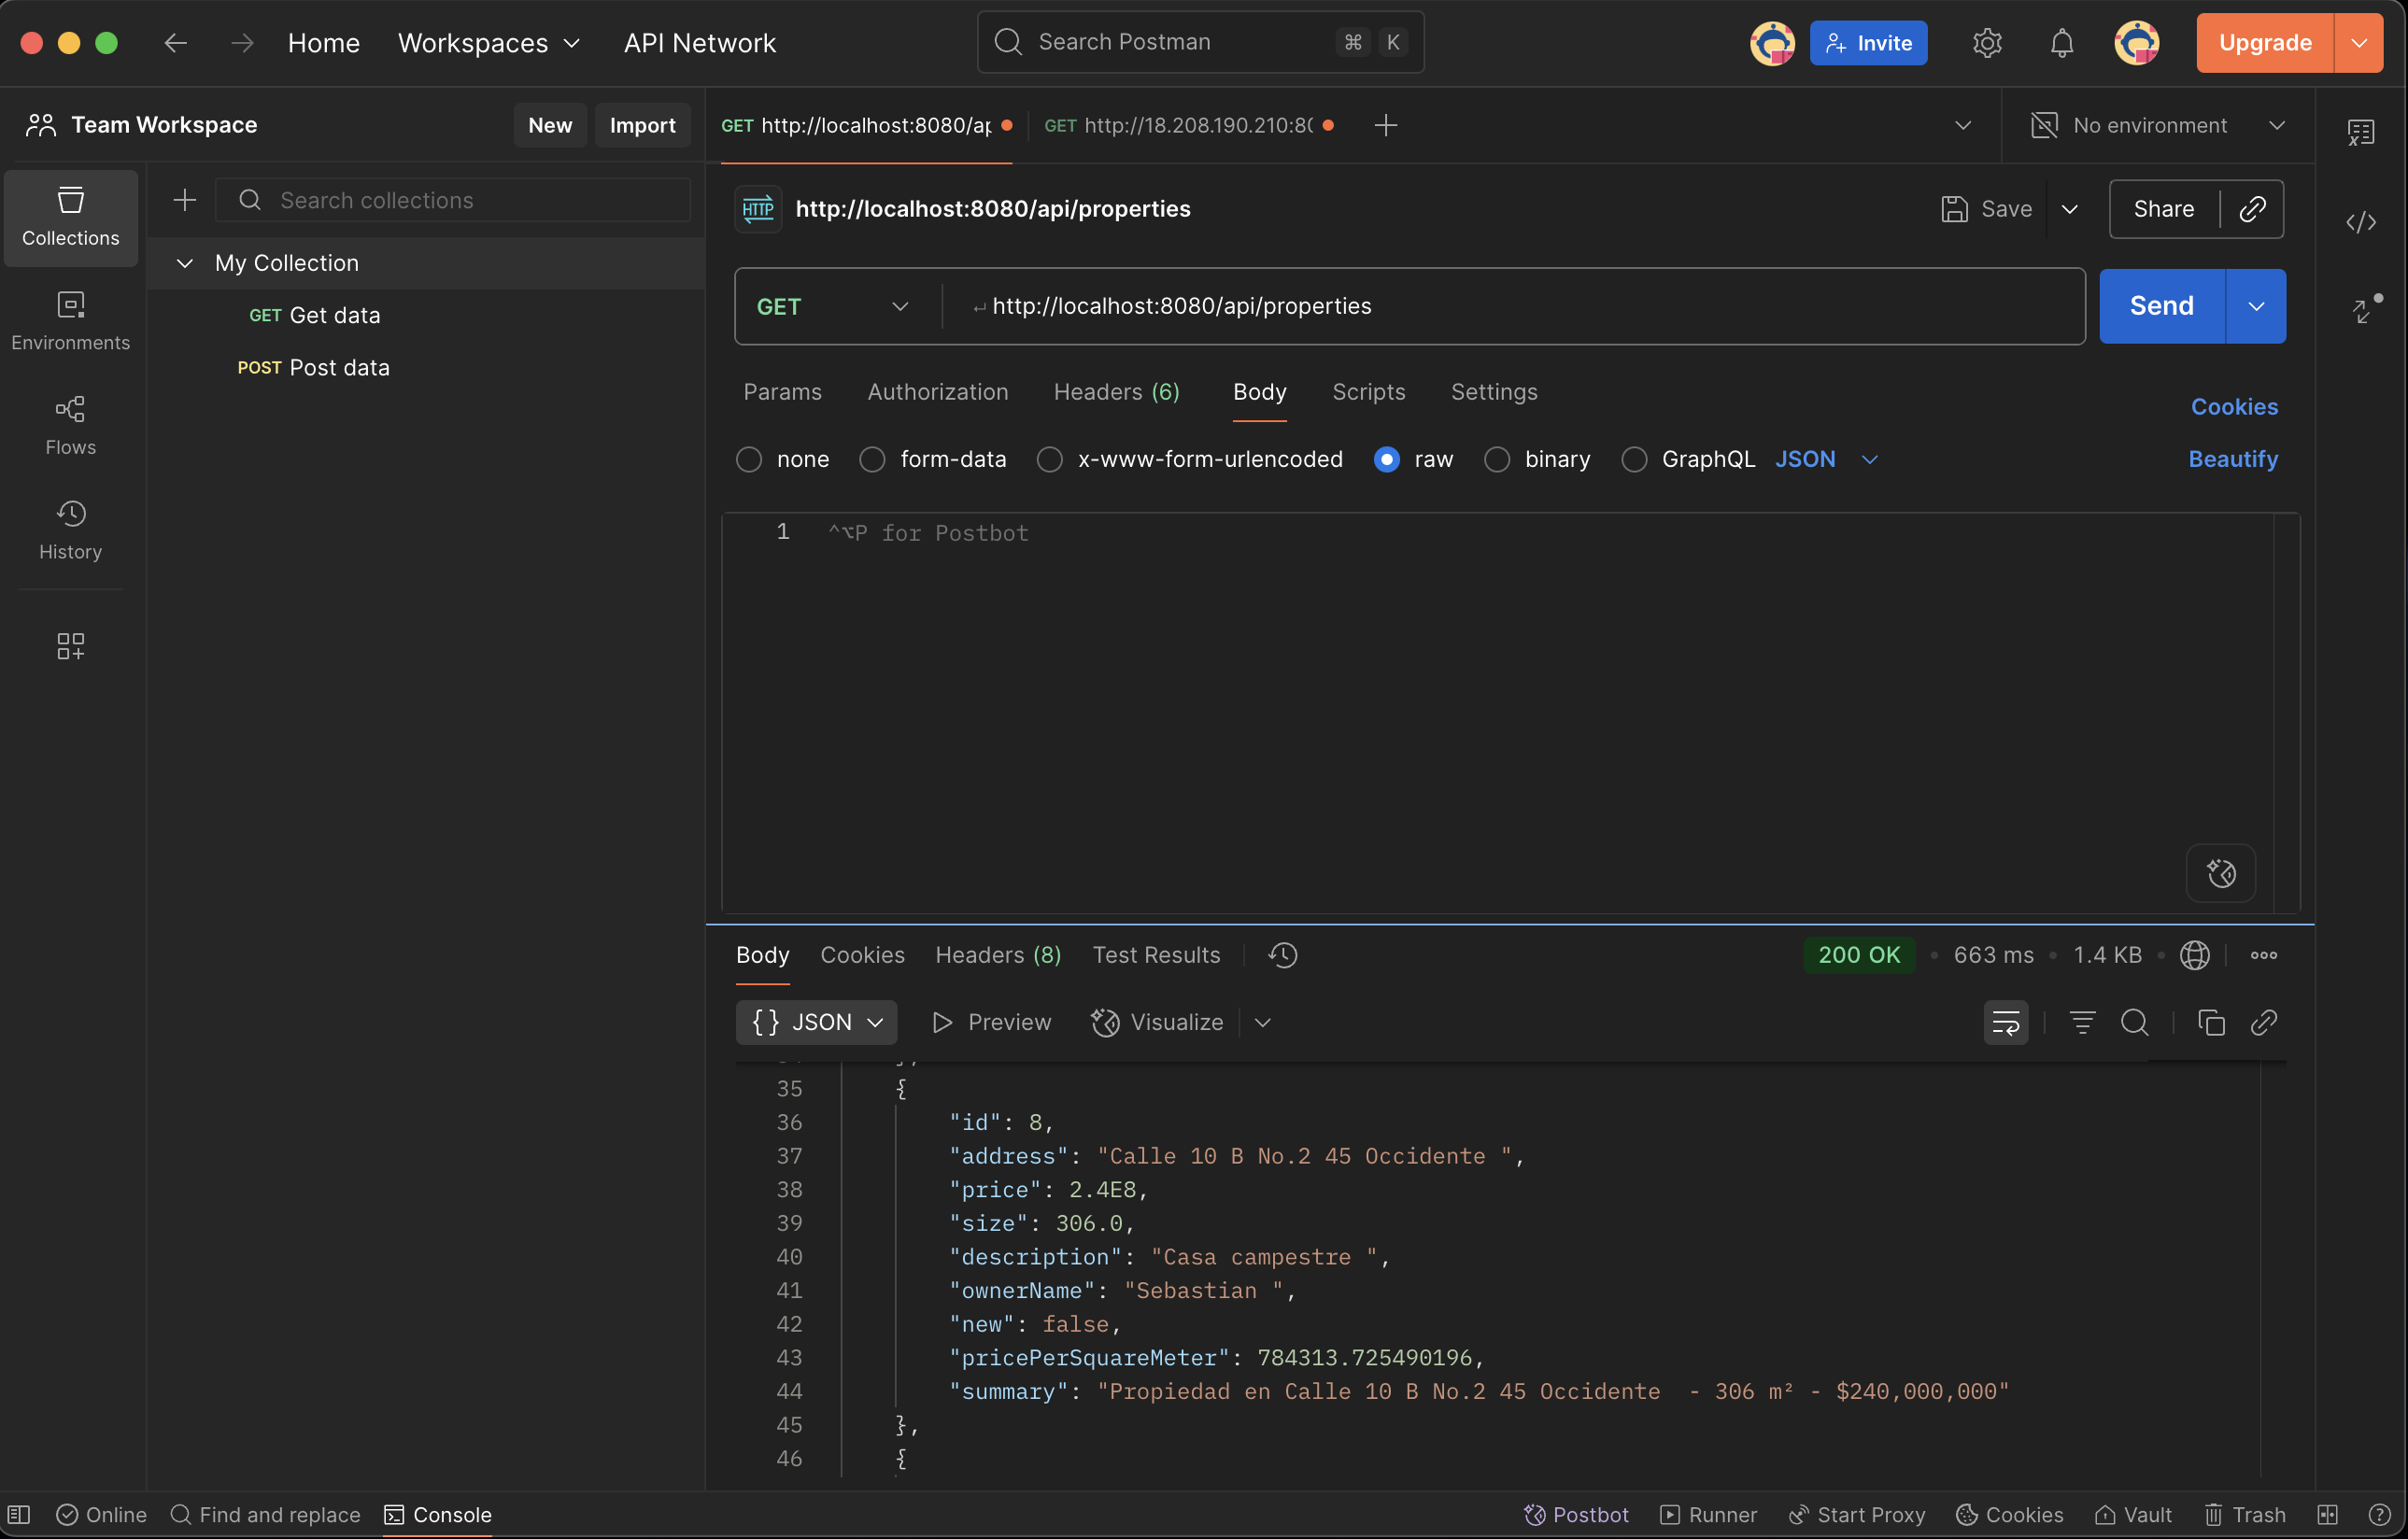 Home Workspaces API Network Search Postman ⌘ K Invite Upgrade
Team Workspace New Import
GET http://localhost:8080/ap GET http://18.208.190.210:8( No environment
Collections
Environments
Flows
History
Search collections
My Collection
GET Get data
POST Post data
HTTP http://localhost:8080/api/properties Save Share
GET http://localhost:8080/api/properties Send
Params Authorization Headers (6) Body Scripts Settings Cookies
none form-data x-www-form-urlencoded raw binary GraphQL JSON Beautify
1 ^⌥P for Postbot
Body Cookies Headers (8) Test Results 200 OK • 663 ms • 1.4 KB
{} JSON Preview Visualize
35 {
36 "id": 8,
37 "address": "Calle 10 B No.2 45 Occidente ",
38 "price": 2.4E8,
39 "size": 306.0,
40 "description": "Casa campestre ",
41 "ownerName": "Sebastian ",
42 "new": false,
43 "pricePerSquareMeter": 784313.725490196,
44 "summary": "Propiedad en Calle 10 B No.2 45 Occidente  - 306 m² - $240,000,000"
45 },
46 {
Online Find and replace Console Postbot Runner Start Proxy Cookies Vault Trash